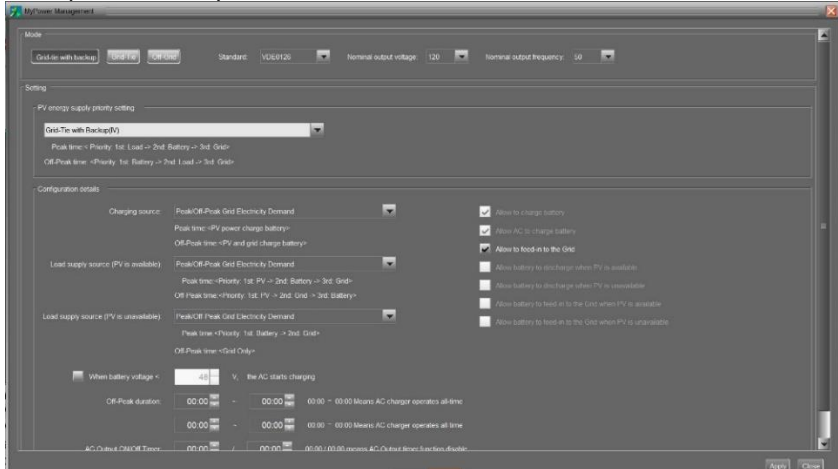 MyPower Management
Mode
Grid-tie with backup Grid-Tie Off-Grid Standard: VDE0126 Nominal output voltage: 120 Nominal output frequency: 50
Setting
PV energy supply priority setting
Grid-Tie with Backup(IV)
Peak time:< Priority: 1st: Load -> 2nd: Battery -> 3rd: Grid>
Off-Peak time: <Priority: 1st: Battery -> 2nd: Load -> 3rd: Grid>
Configuration details
Charging source: Peak/Off-Peak Grid Electricity Demand
Allow to charge battery
Peak time:<PV power charge battery>
Allow AC to charge battery
Off-Peak time:<PV and grid charge battery>
Allow to feed-in to the Grid
Load supply source (PV is available): Peak/Off-Peak Grid Electricity Demand
Allow battery to discharge when PV is available
Peak time:<Priority: 1st: PV -> 2nd: Battery -> 3rd: Grid>
Allow battery to discharge when PV is unavailable
Off Peak time:<Priority: 1st: PV -> 2nd: Grid -> 3rd: Battery>
Allow battery to feed-in to the Grid when PV is available
Load supply source (PV is unavailable): Peak/Off-Peak Grid Electricity Demand
Allow battery to feed-in to the Grid when PV is unavailable
Peak time:<Priority: 1st: Battery -> 2nd: Grid>
Off-Peak time:<Grid Only>
When battery voltage < 48 V, the AC starts charging
Off-Peak duration: 00:00 ~ 00:00 00:00 ~ 00:00 Means AC charger operates all-time
00:00 ~ 00:00 00:00 ~ 00:00 Means AC charger operates all time
AC Output ON/Off Timer: 00:00 / 00:00 00:00 / 00:00 means AC Output timer function disable
Apply Close